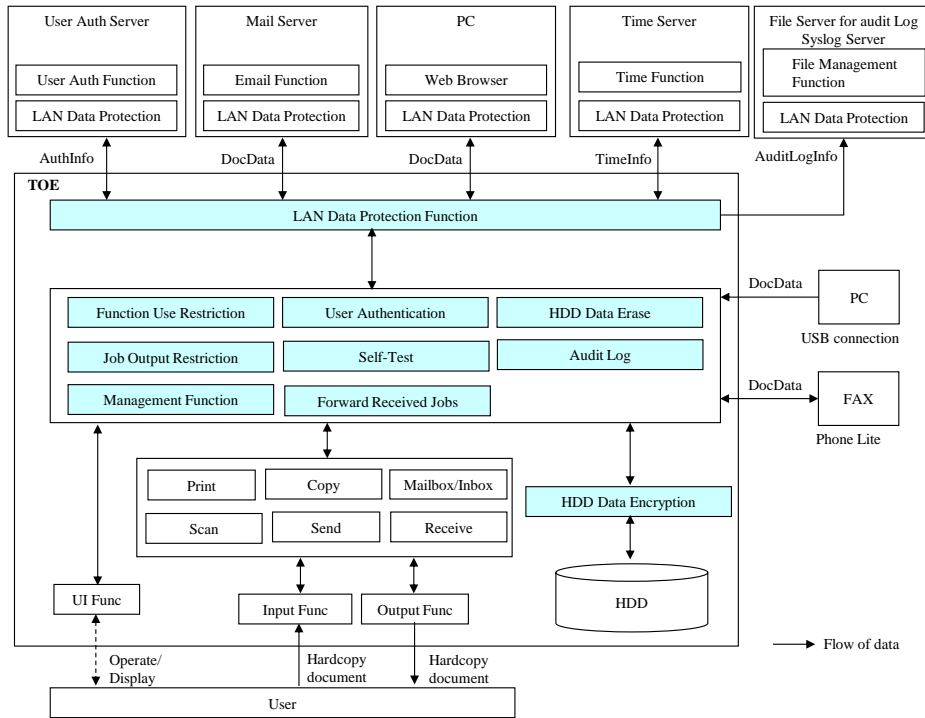 User Auth Server
User Auth Function
LAN Data Protection
Mail Server
Email Function
LAN Data Protection
PC
Web Browser
LAN Data Protection
Time Server
Time Function
LAN Data Protection
File Server for audit Log
Syslog Server
File Management
Function
LAN Data Protection
AuthInfo
DocData
DocData
TimeInfo
AuditLogInfo
TOE
LAN Data Protection Function
Function Use Restriction
User Authentication
HDD Data Erase
Job Output Restriction
Self-Test
Audit Log
Management Function
Forward Received Jobs
DocData
PC
USB connection
DocData
FAX
Phone Lite
Print
Copy
Mailbox/Inbox
Scan
Send
Receive
HDD Data Encryption
HDD
UI Func
Input Func
Output Func
Flow of data
Operate/
Display
Hardcopy
document
Hardcopy
document
User